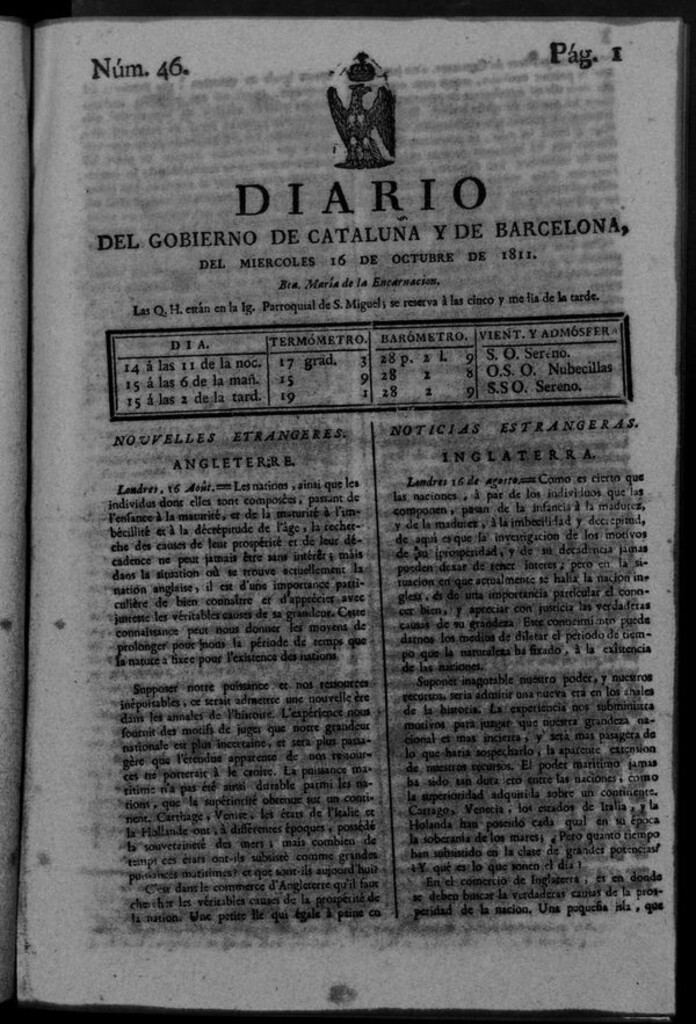 Núm. 46.
Pág. 1
DIARIO
DEL GOBIERNO DE CATALUÑA Y DE BARCELONA,
DEL MIERCOLES 16 DE OCTUBRE DE 1811.
Bta. María de la Encarnacion.
Las Q. H. están en la Ig. Parroquial de S. Miguel; se reserva à las cinco y media de la tarde.
DIA. TERMÓMETRO. BARÓMETRO. VIENT. Y ADMÓSFERA
14 á las 11 de la noc. 17 grad. 3 28 p. 2 l. 9 S. O. Sereno.
15 á las 6 de la mañ. 15 9 28 2 8 O.S. O. Nubecillas
15 á las 2 de la tard. 19 1 28 2 9 S.S O. Sereno.
NOUVELLES ETRANGERES.
ANGLETERRE.
Londres, 16 Août.== Les nations, ainsi que les
individus dont elles sont composées, passant de
l'enfance à la maturité, et de la maturité à l'im-
bécillité et à la décrépitude de l'âge, la recher-
che des causes de leur prospérité et de leur dé-
cadence ne peut jamais être sans intérêt; mais
dans la situation où se trouve actuellement la
nation anglaise, il est d'une importance parti-
culière de bien connaître et d'apprécier avec
justesse les véritables causes de sa grandeur. Cette
connaissance peut nous donner les moyens de
prolonger pour nous la période de temps que
la nature a fixée pour l'existence des nations.
Supposer notre puissance et nos ressources
inépuisables, ce serait admettre une nouvelle ère
dans les annales de l'histoire. L'expérience nous
fournit des motifs de juger que notre grandeur
nationale est plus incertaine, et sera plus passa-
gère que l'étendue apparente de nos ressour-
ces ne porterait à le croire. La puissance ma-
ritime n'a pas été ainsi durable parmi les na-
tions, que la supériorité obtenue sur un conti-
nent. Carthage, Venise, les états de l'Italie et
la Hollande ont, à différentes époques, possédé
la souveraineté des mers; mais combien de
temps ces états ont-ils subsisté comme grandes
puissances maritimes? et que sont-ils aujourd'hui?
C'est dans le commerce d'Angleterre qu'il faut
chercher les véritables causes de la prospérité de
la nation. Une petite île qui égale à peine en
NOTICIAS ESTRANGERAS.
INGLATERRA.
Londres 16 de agosto.== Como es cierto que
las naciones, á par de los individuos que las
componen, pasan de la infancia à la madurez,
y de la madurez, à la imbecilidad y decrepitud,
de aqui es que la investigacion de los motivos
de su prosperidad, y de su decadencia jamas
pueden dexar de tener interes; pero en la si-
tuacion en que actualmente se halla la nacion in-
glesa, es de una importancia particular el cono-
cer bien, y apreciar con justicia las verdaderas
causas de su grandeza. Este conocimiento puede
darnos los medios de dilatar el período de tiem-
po que la naturaleza ha fixado, à la existencia
de las naciones.
Suponer inagotable nuestro poder, y nuestros
recursos, seria admitir una nueva era en los anales
de la historia. La experiencia nos subministra
motivos para juzgar que nuestra grandeza na-
cional es mas incierta, y será mas pasagera de
lo que haria sospecharlo, la aparente extension
de nuestros recursos. El poder marítimo jamas
ha sido tan duradero entre las naciones, como
la superioridad adquirida sobre un continente.
Cartago, Venecia, los estados de Italia, y la
Holanda han poseido cada qual en su época
la soberanía de los mares; ¿Pero quanto tiempo
han subsistido en la clase de grandes potencias?
¿Y qué es lo que son en el dia?
En el comercio de Inglaterra, es en donde
se deben buscar la verdaderas causas de la pros-
peridad de la nacion. Una pequeña isla, que